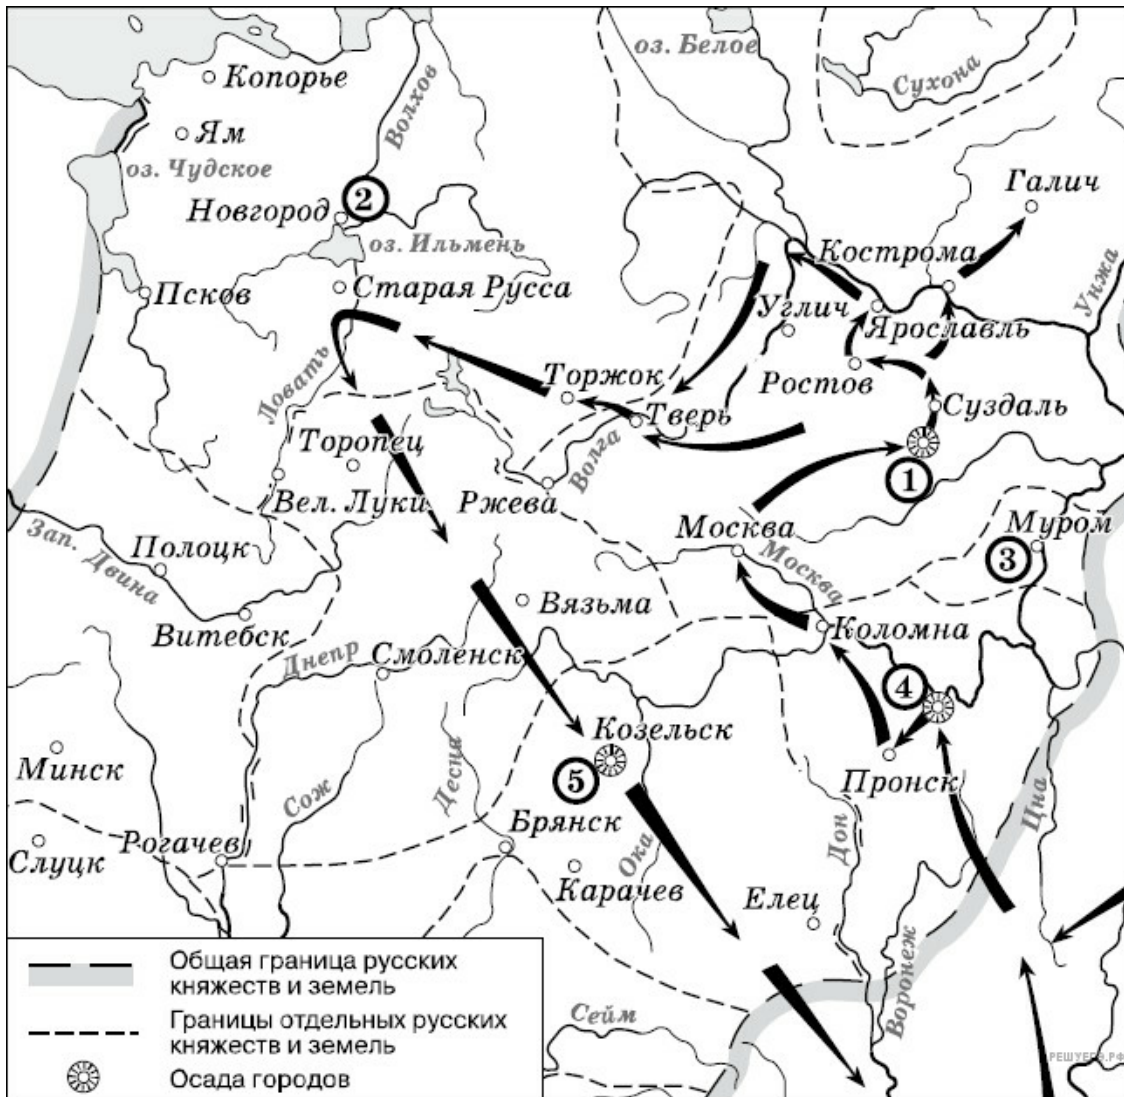 оз. Белое
Сухона
Копорье
Волхов
Ям
оз. Чудское
Галич
2
Новгород
оз. Ильмень
Кострома
Унжа
Псков
Старая Русса
Углич
Ярославль
Ловать
Торжок
Ростов
Суздаль
Тверь
Торопец
Волга
1
Вел. Луки
Ржева
Москва
Муром
Зап. Двина
Полоцк
Москва
3
Вязьма
Витебск
Коломна
Днепр
Смоленск
4
Козельск
Минск
Сож
Десна
5
Пронск
Цна
Брянск
Дон
Слуцк
Рогачев
Ока
Карачев
Елец
Воронеж
Сейм
Общая граница русских
княжеств и земель
Границы отдельных русских
княжеств и земель
Осада городов
РЕШУЕГЭ.РФ